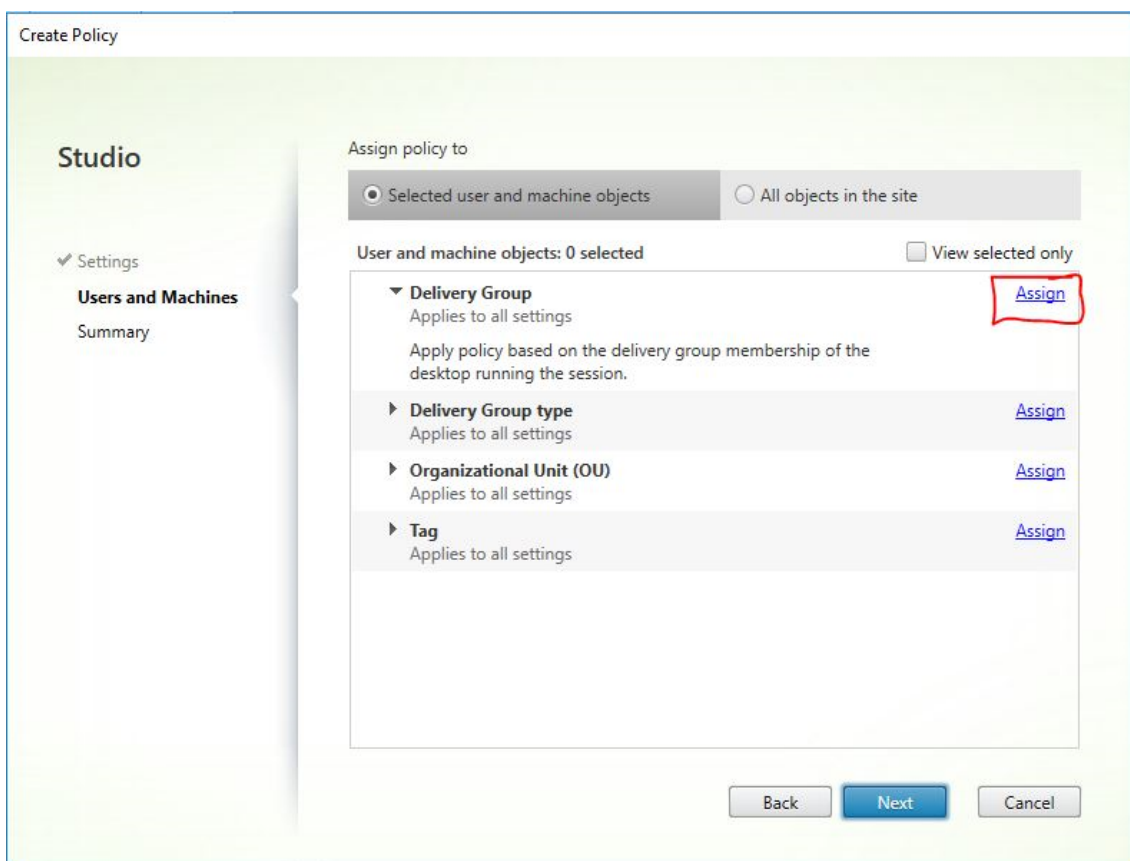 Create Policy
Studio
Settings
Users and Machines
Summary
Assign policy to
Selected user and machine objects
All objects in the site
User and machine objects: 0 selected
View selected only
Delivery Group
Assign
Applies to all settings
Apply policy based on the delivery group membership of the
desktop running the session.
Delivery Group type
Assign
Applies to all settings
Organizational Unit (OU)
Assign
Applies to all settings
Tag
Assign
Applies to all settings
Back
Next
Cancel